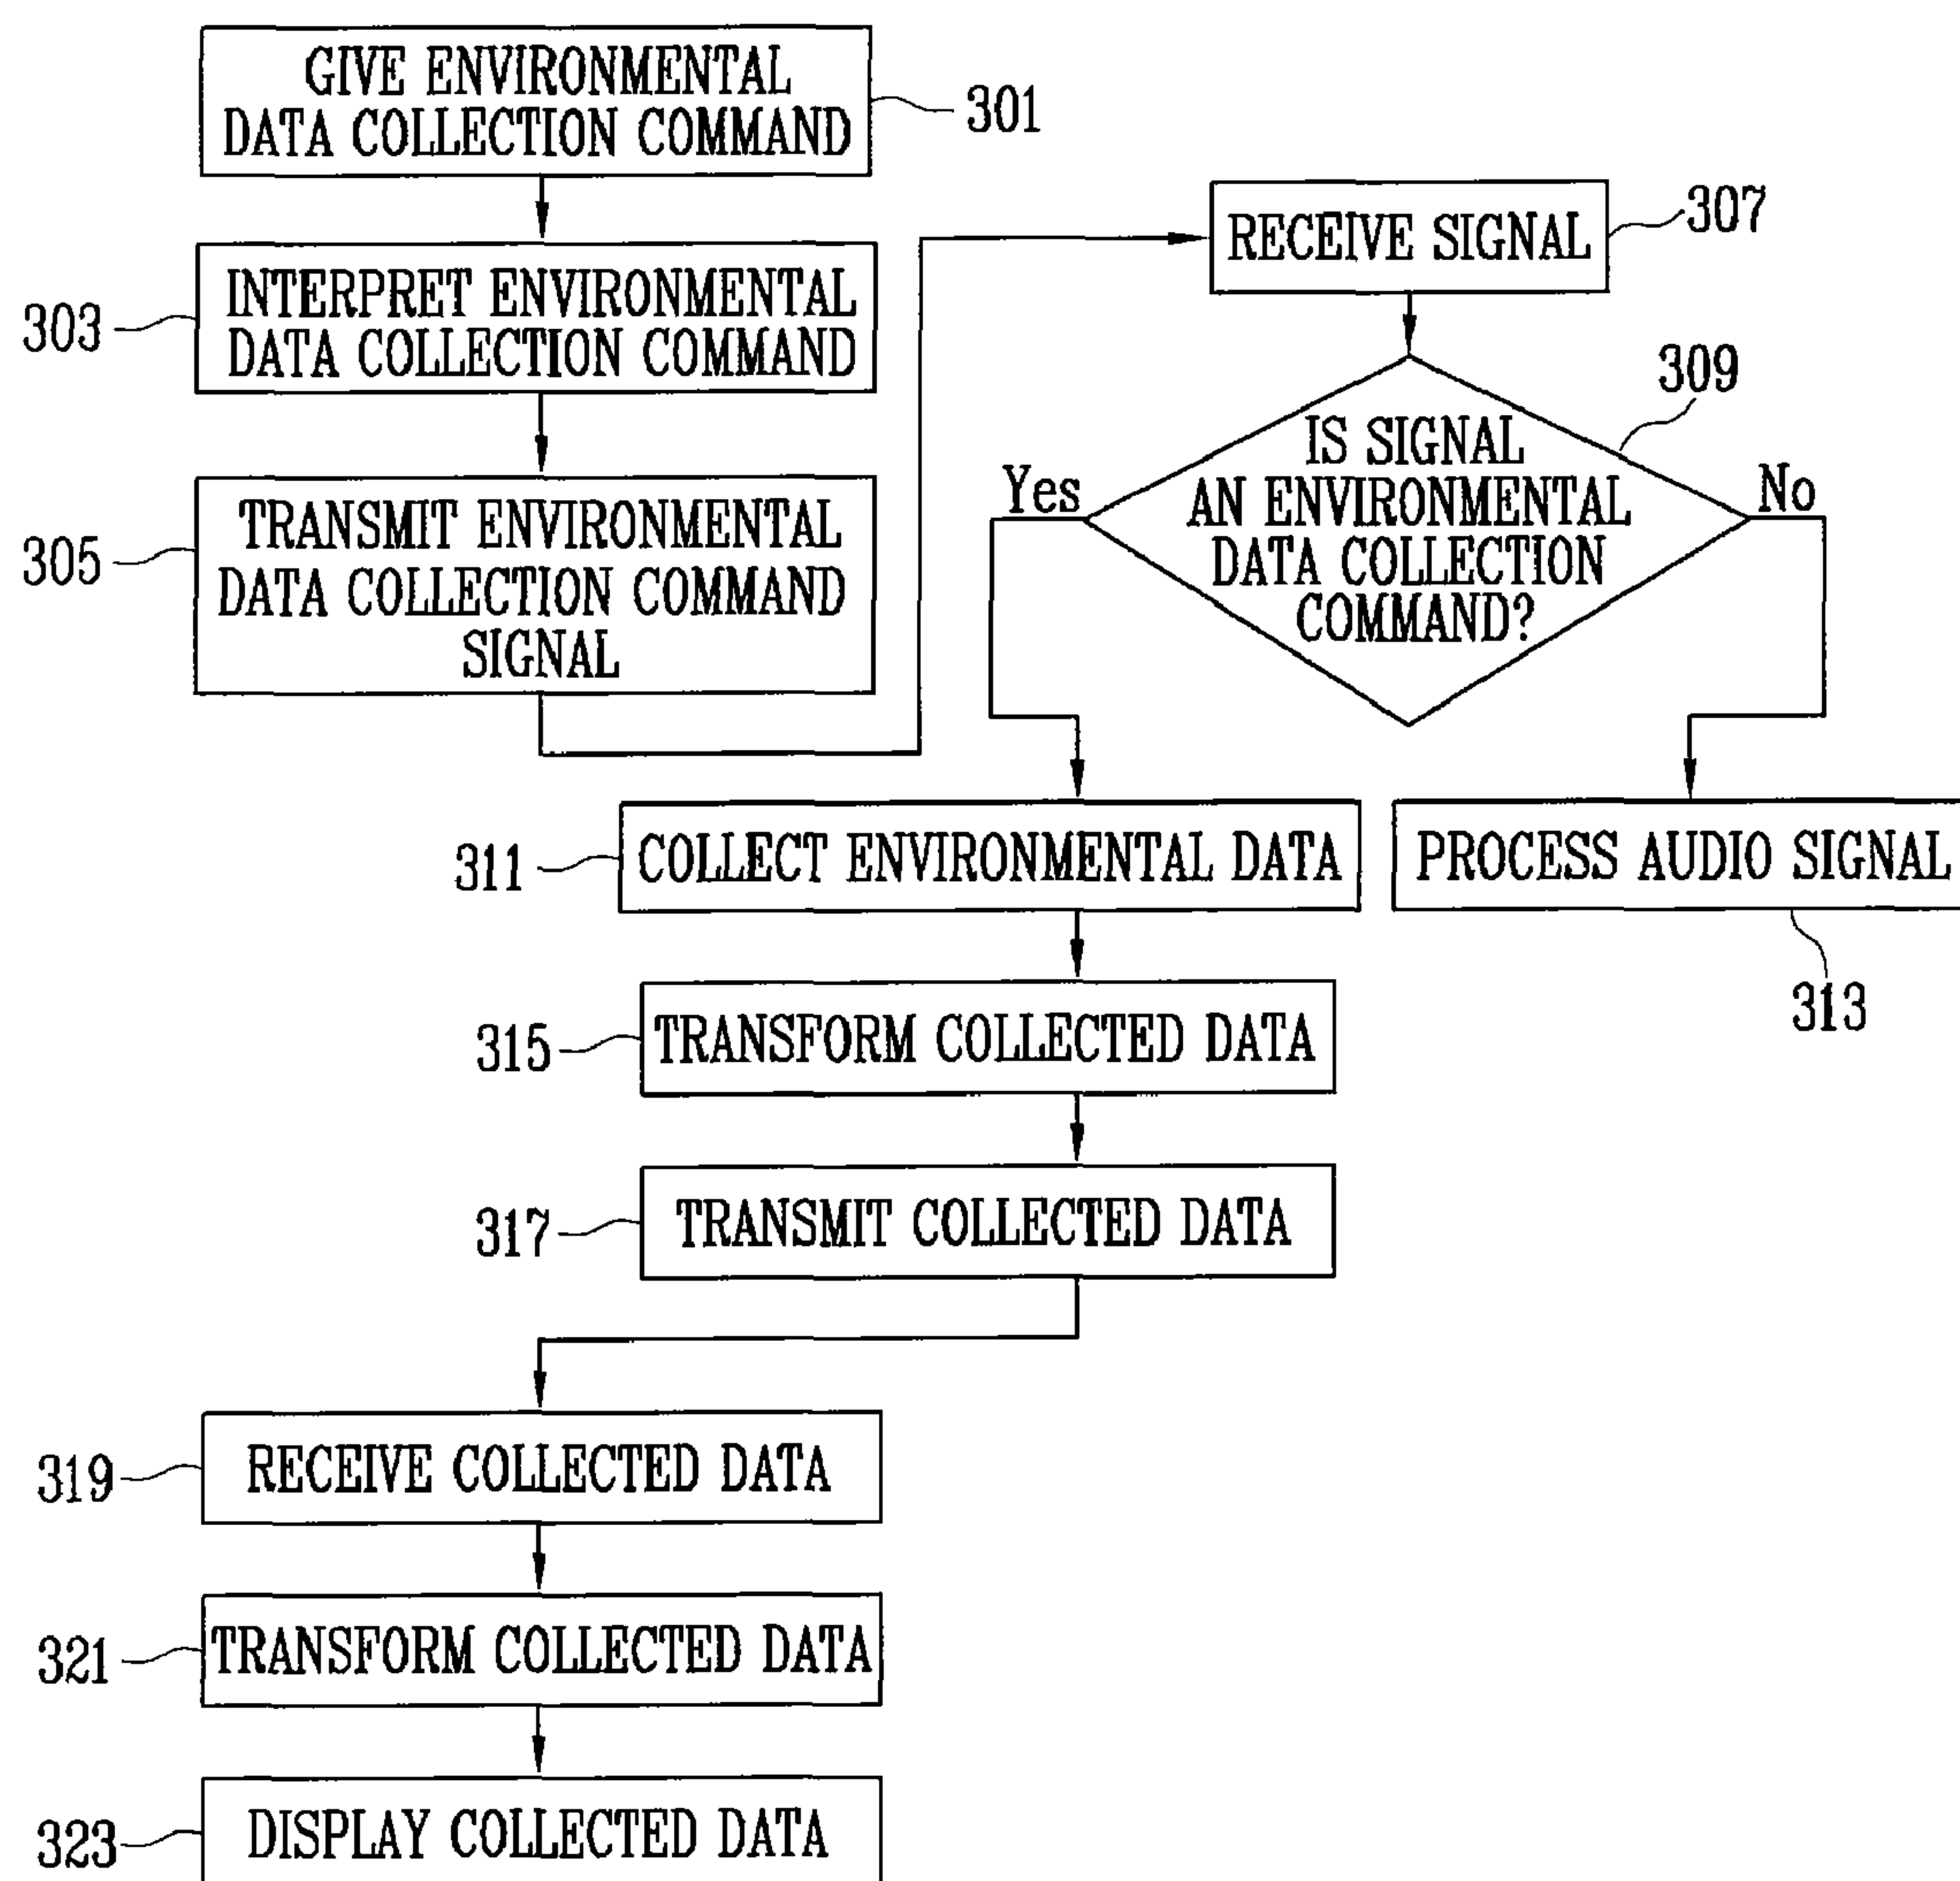 GIVE ENVIRONMENTAL
DATA COLLECTION COMMAND
301
INTERPRET ENVIRONMENTAL
DATA COLLECTION COMMAND
303
TRANSMIT ENVIRONMENTAL
DATA COLLECTION COMMAND
SIGNAL
305
RECEIVE SIGNAL
307
IS SIGNAL
AN ENVIRONMENTAL
DATA COLLECTION
COMMAND?
309
Yes
No
COLLECT ENVIRONMENTAL DATA
311
PROCESS AUDIO SIGNAL
313
TRANSFORM COLLECTED DATA
315
TRANSMIT COLLECTED DATA
317
RECEIVE COLLECTED DATA
319
TRANSFORM COLLECTED DATA
321
DISPLAY COLLECTED DATA
323